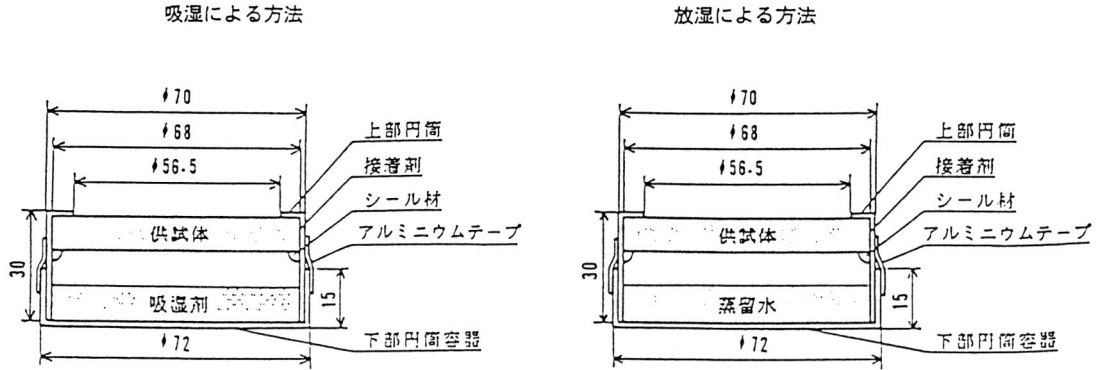 吸湿による方法
φ70
φ68
φ56.5
上部円筒
接着剤
シール材
アルミニウムテープ
供試体
30
15
吸湿剤
下部円筒容器
φ72
放湿による方法
φ70
φ68
φ56.5
上部円筒
接着剤
シール材
アルミニウムテープ
供試体
30
15
蒸留水
下部円筒容器
φ72